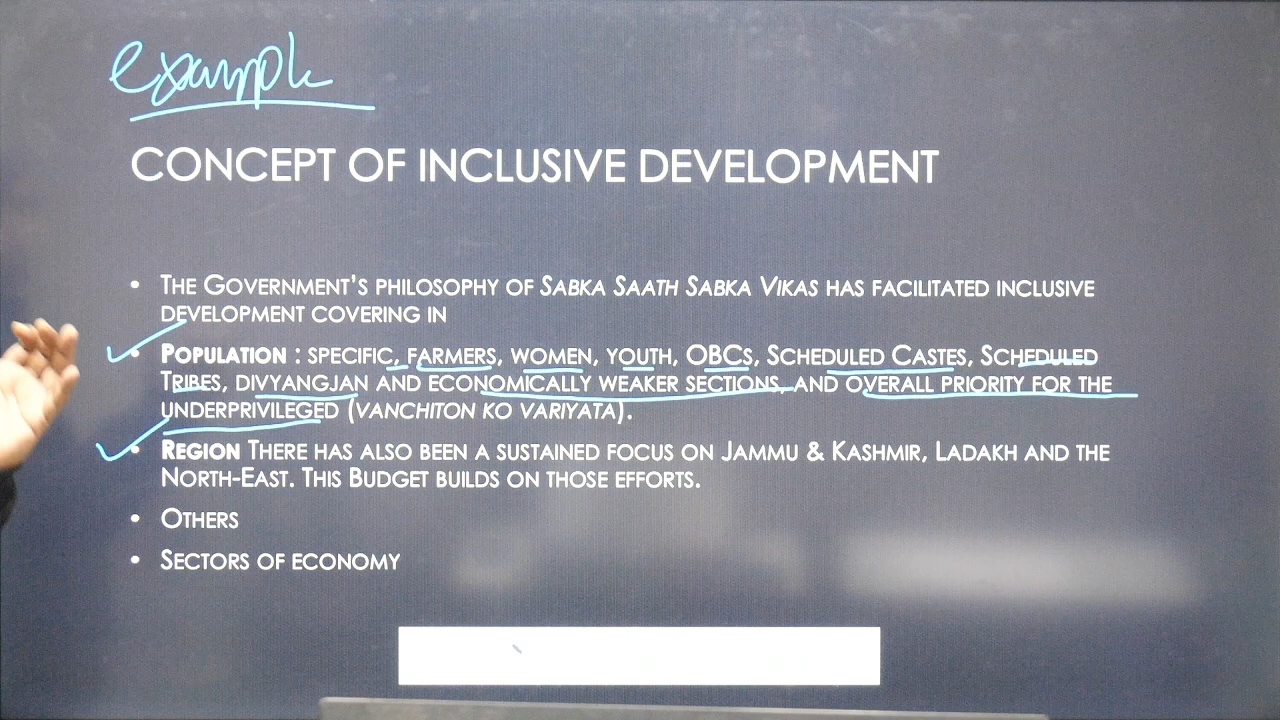 example
CONCEPT OF INCLUSIVE DEVELOPMENT
• THE GOVERNMENT'S PHILOSOPHY OF SABKA SAATH SABKA VIKAS HAS FACILITATED INCLUSIVE
DEVELOPMENT COVERING IN
• POPULATION : SPECIFIC, FARMERS, WOMEN, YOUTH, OBCS, SCHEDULED CASTES, SCHEDULED
TRIBES, DIVYANGJAN AND ECONOMICALLY WEAKER SECTIONS, AND OVERALL PRIORITY FOR THE
UNDERPRIVILEGED (VANCHITON KO VARIYATA).
• REGION THERE HAS ALSO BEEN A SUSTAINED FOCUS ON JAMMU & KASHMIR, LADAKH AND THE
NORTH-EAST. THIS BUDGET BUILDS ON THOSE EFFORTS.
• OTHERS
• SECTORS OF ECONOMY